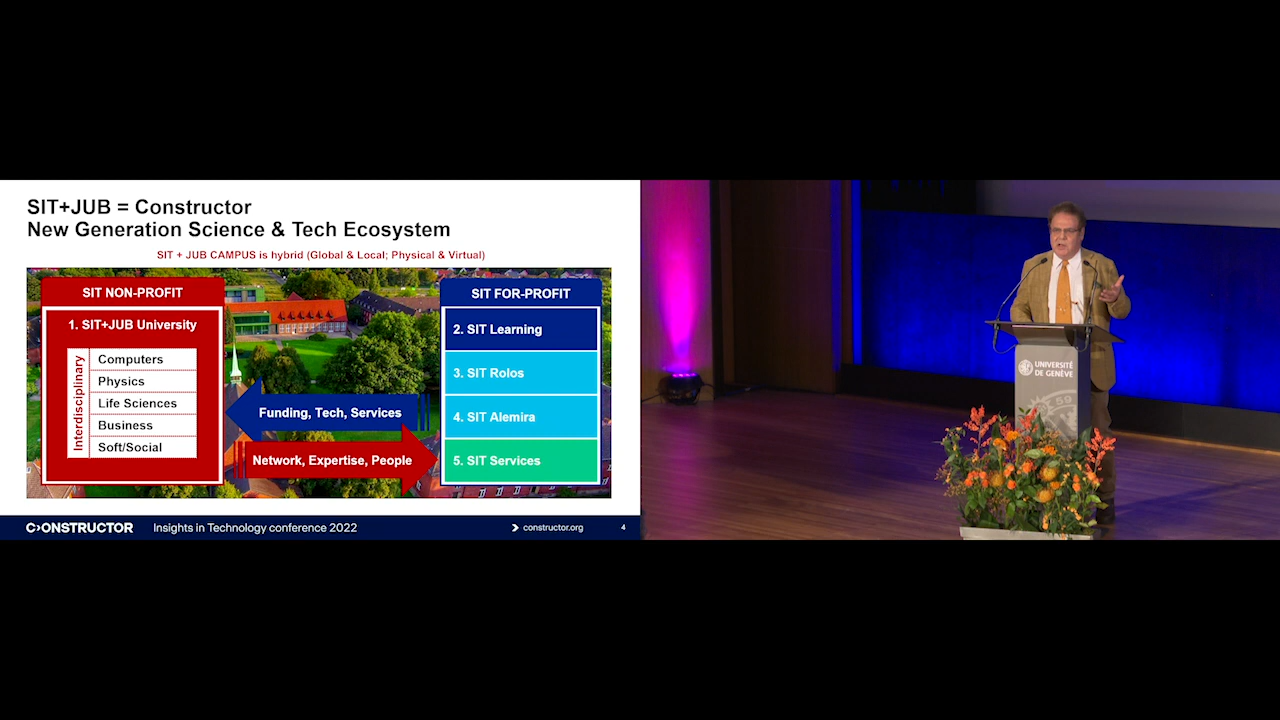 SIT+JUB = Constructor
New Generation Science & Tech Ecosystem
SIT + JUB CAMPUS is hybrid (Global & Local; Physical & Virtual)
SIT NON-PROFIT
1. SIT+JUB University
Interdisciplinary
Computers
Physics
Life Sciences
Business
Soft/Social
Funding, Tech, Services
Network, Expertise, People
SIT FOR-PROFIT
2. SIT Learning
3. SIT Rolos
4. SIT Alemira
5. SIT Services
CONSTRUCTOR
Insights in Technology conference 2022
constructor.org
4
UNIVERSITÉ
DE GENÈVE
59